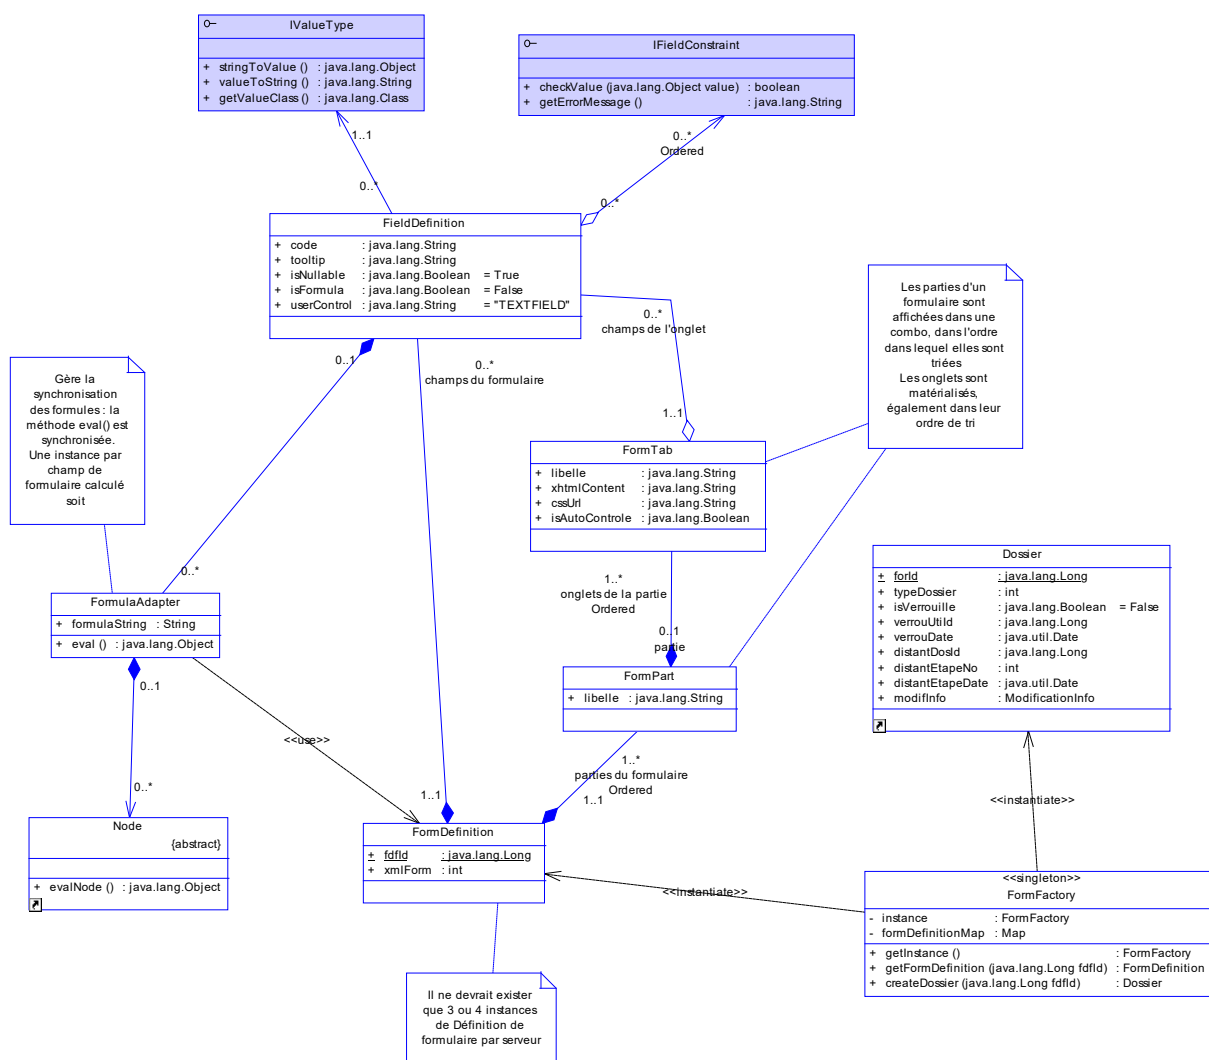 IValueType
+ stringToValue () : java.lang.Object
+ valueToString () : java.lang.String
+ getValueClass () : java.lang.Class
IFieldConstraint
+ checkValue (java.lang.Object value) : boolean
+ getErrorMessage () : java.lang.String
1..1
0..*
0..*
Ordered
0..*
FieldDefinition
+ code : java.lang.String
+ tooltip : java.lang.String
+ isNullable : java.lang.Boolean = True
+ isFormula : java.lang.Boolean = False
+ userControl : java.lang.String = "TEXTFIELD"
Les parties d'un
formulaire sont
affichées dans une
combo, dans l'ordre
dans lequel elles sont
triées
Les onglets sont
matérialisés,
également dans leur
ordre de tri
0..*
champs de l'onglet
1..1
0..1
0..*
champs du formulaire
Gère la
synchronisation
des formules : la
méthode eval() est
synchronisée.
Une instance par
champ de
formulaire calculé
soit
FormTab
+ libelle : java.lang.String
+ xhtmlContent : java.lang.String
+ cssUrl : java.lang.String
+ isAutoControle : java.lang.Boolean
0..*
1..*
onglets de la partie
Ordered
0..1
partie
FormulaAdapter
+ formulaString : String
+ eval () : java.lang.Object
Dossier
+ forId : java.lang.Long
+ typeDossier : int
+ isVerrouille : java.lang.Boolean = False
+ verrouUtiId : java.lang.Long
+ verrouDate : java.util.Date
+ distantDosId : java.lang.Long
+ distantEtapeNo : int
+ distantEtapeDate : java.util.Date
+ modifInfo : ModificationInfo
FormPart
+ libelle : java.lang.String
0..1
<<use>>
0..*
1..*
parties du formulaire
Ordered
1..1
1..1
<<instantiate>>
Node
{abstract}
+ evalNode () : java.lang.Object
FormDefinition
+ fdfId : java.lang.Long
+ xmlForm : int
<<instantiate>>
<<singleton>>
FormFactory
- instance : FormFactory
- formDefinitionMap : Map
+ getInstance () : FormFactory
+ getFormDefinition (java.lang.Long fdfId) : FormDefinition
+ createDossier (java.lang.Long fdfId) : Dossier
Il ne devrait exister
que 3 ou 4 instances
de Définition de
formulaire par serveur